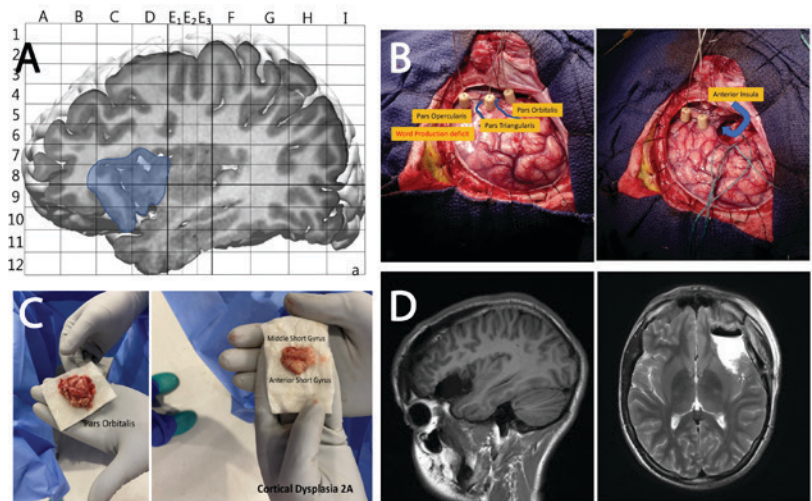 A B C D E1 E2 E3 F G H I
1
2
3
4
5
6
7
8
9
10
11
12
A
a
B
Pars Opercularis
Pars Orbitalis
Word Production deficit
Pars Triangularis
Anterior Insula
C
Pars Orbitalis
Middle Short Gyrus
Anterior Short Gyrus
Cortical Dysplasia 2A
D